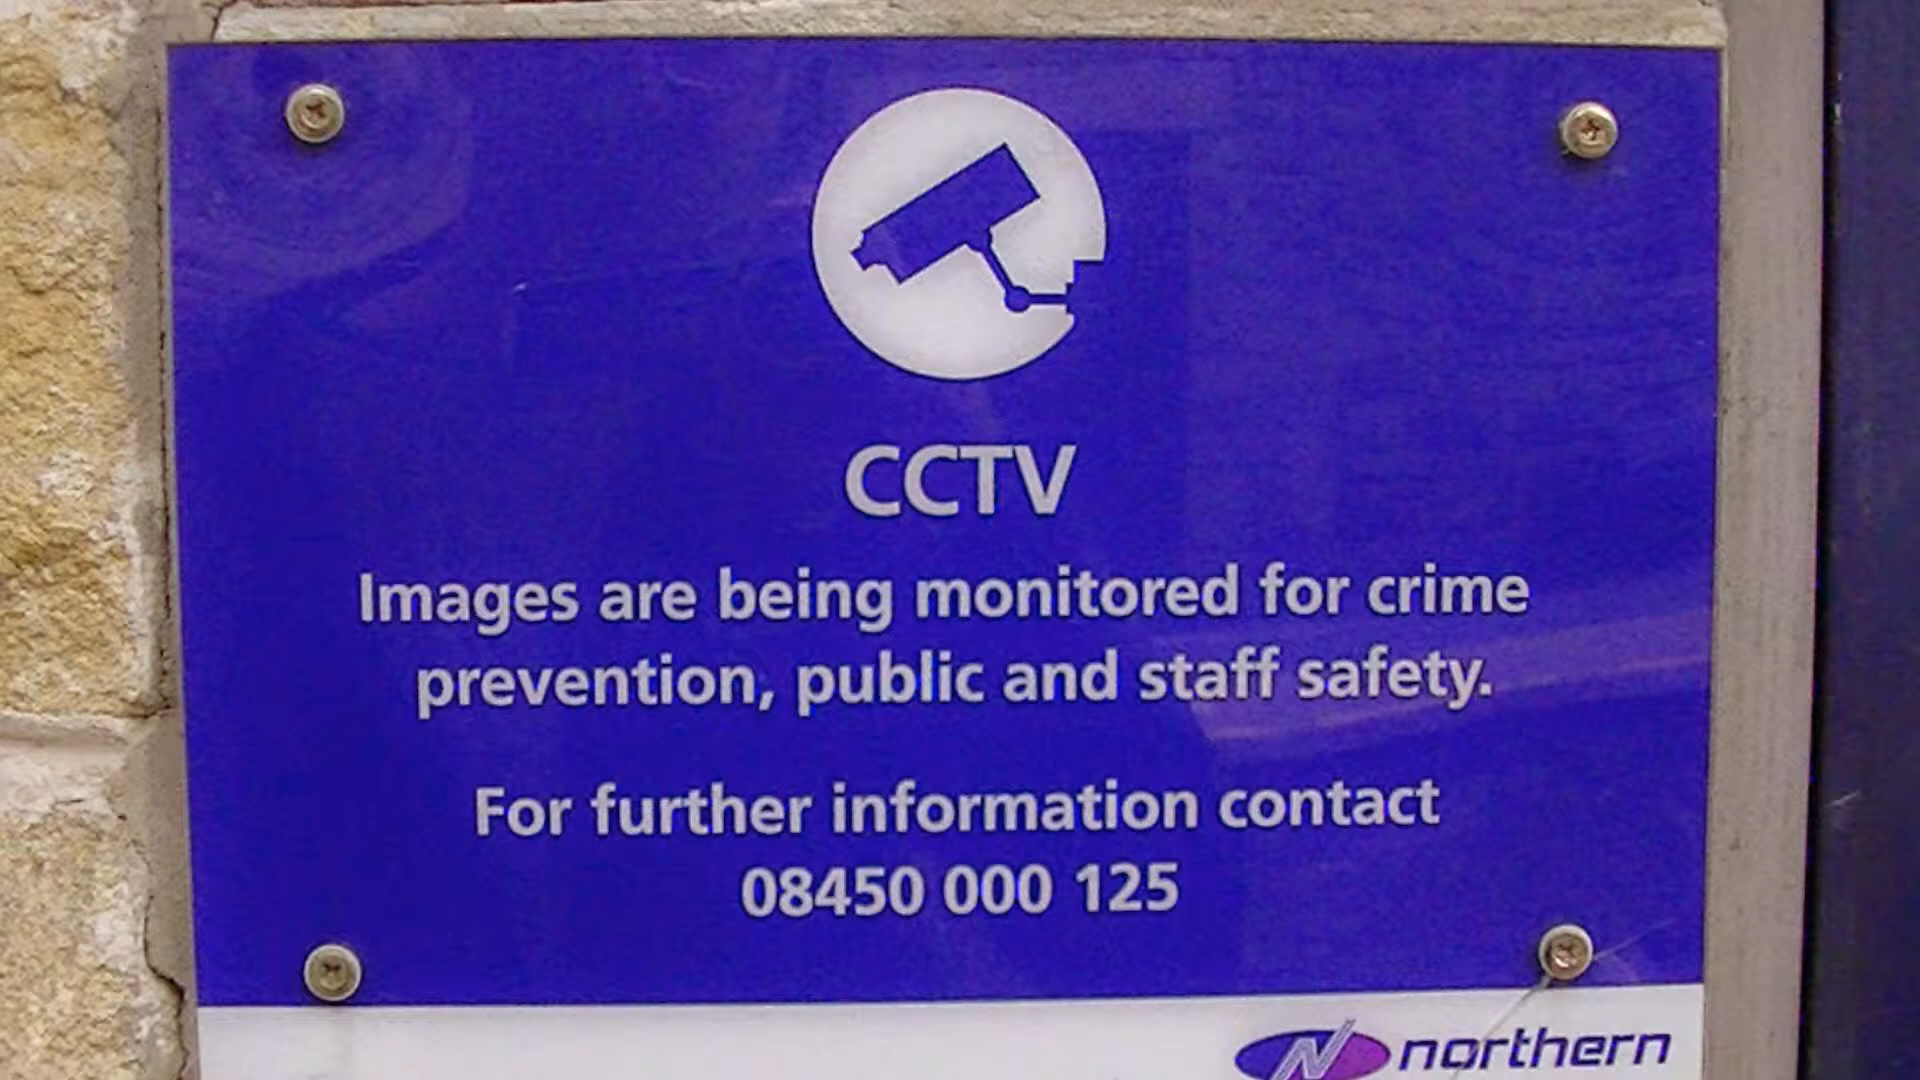 CCTV
Images are being monitored for crime
prevention, public and staff safety.
For further information contact
08450 000 125
northern